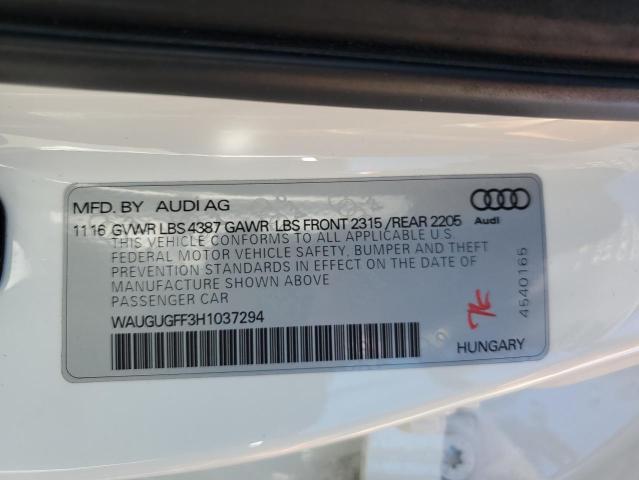 MFD. BY AUDI AG
11 16 GVWR LBS 4387 GAWR LBS FRONT 2315 /REAR 2205
THIS VEHICLE CONFORMS TO ALL APPLICABLE U.S.
FEDERAL MOTOR VEHICLE SAFETY, BUMPER AND THEFT
PREVENTION STANDARDS IN EFFECT ON THE DATE OF
MANUFACTURE SHOWN ABOVE
PASSENGER CAR
WAUGUGFF3H1037294
Audi
4540165
HUNGARY